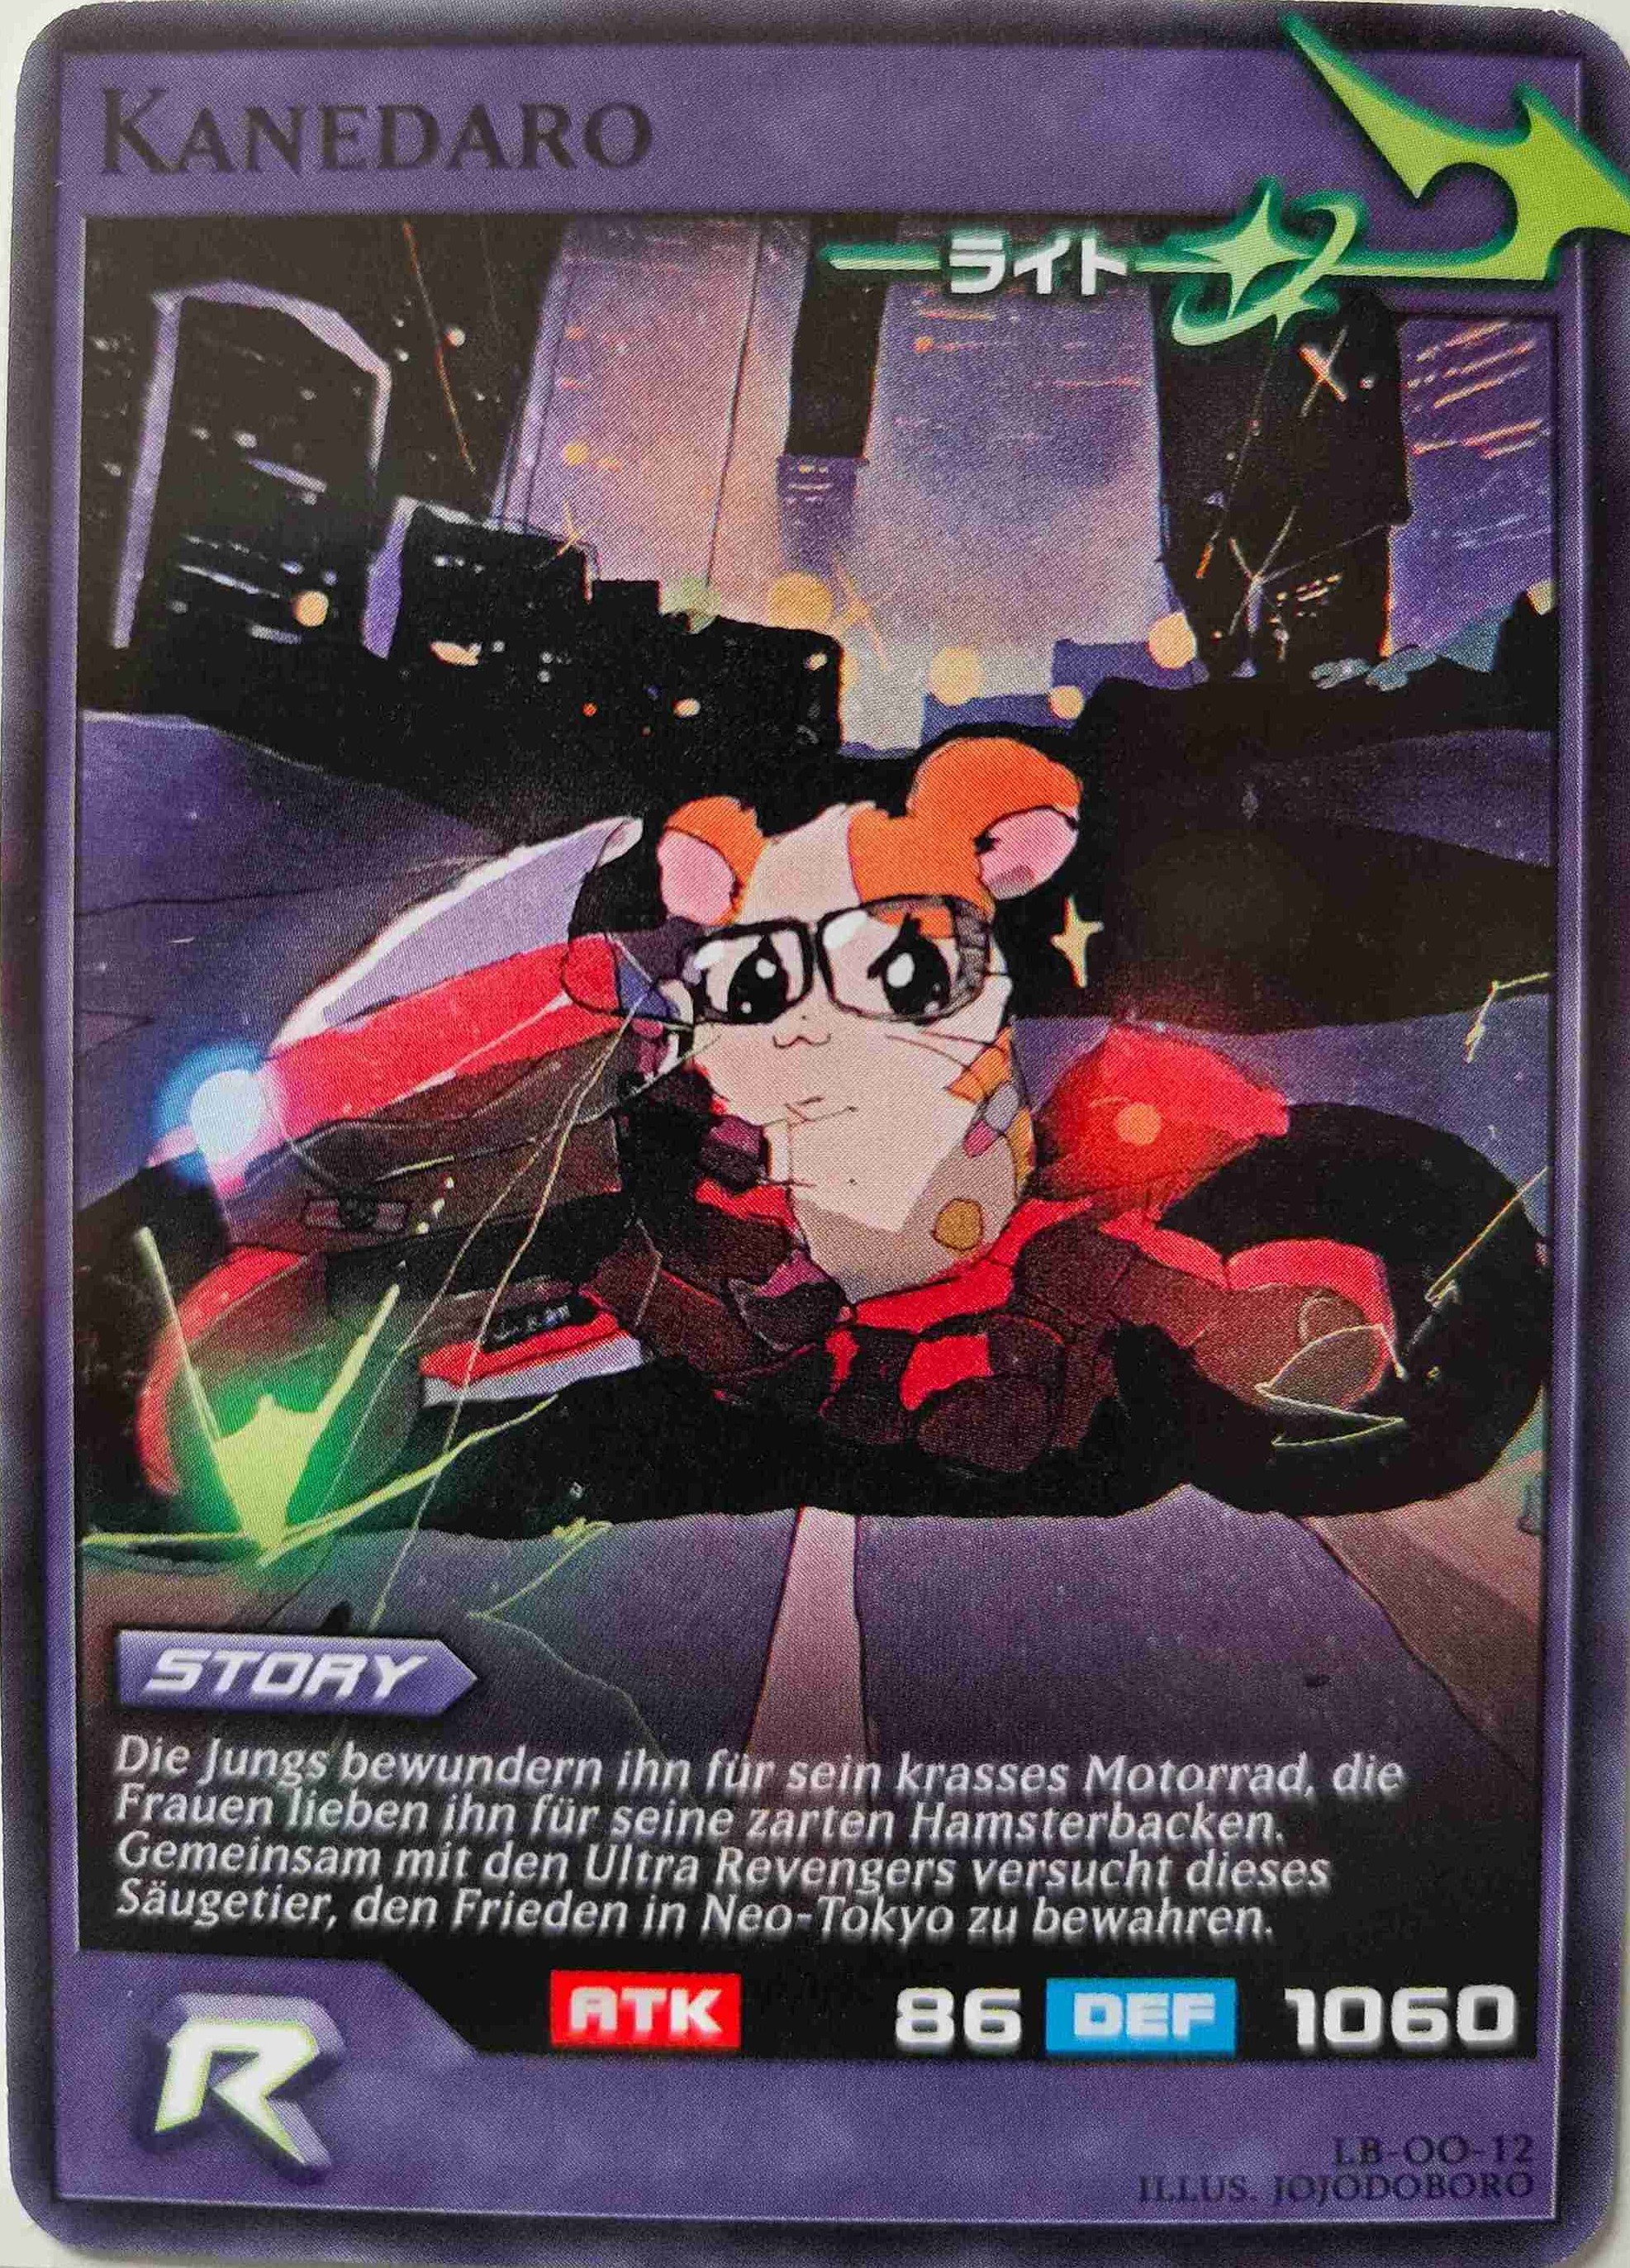 KANEDARO
ライト
STORY
Die Jungs bewundern ihn für sein krasses Motorrad, die
Frauen lieben ihn für seine zarten Hamsterbacken.
Gemeinsam mit den Ultra Revengers versucht dieses
Säugetier, den Frieden in Neo-Tokyo zu bewahren.
ATK 86 DEF 1060
R
LB-OO-12
ILLUS. JOJODOBORO